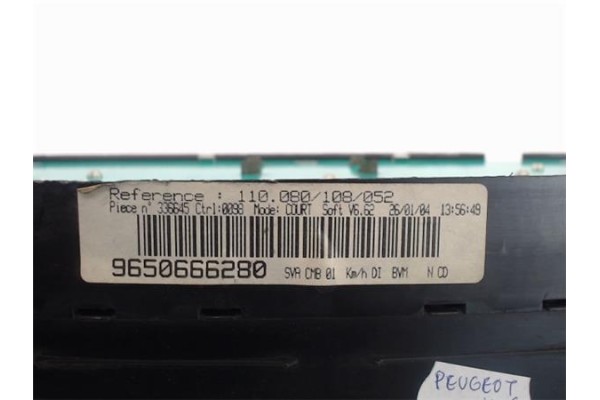 Reference : 110.080/108/052
Piece n° 336645 Ctrl:0098 Mode: COURT Soft V6.62 26/01/04 13:56:49
9650666280 SVA CMB 01 Km/h DI BVM N CD
PEUGEOT